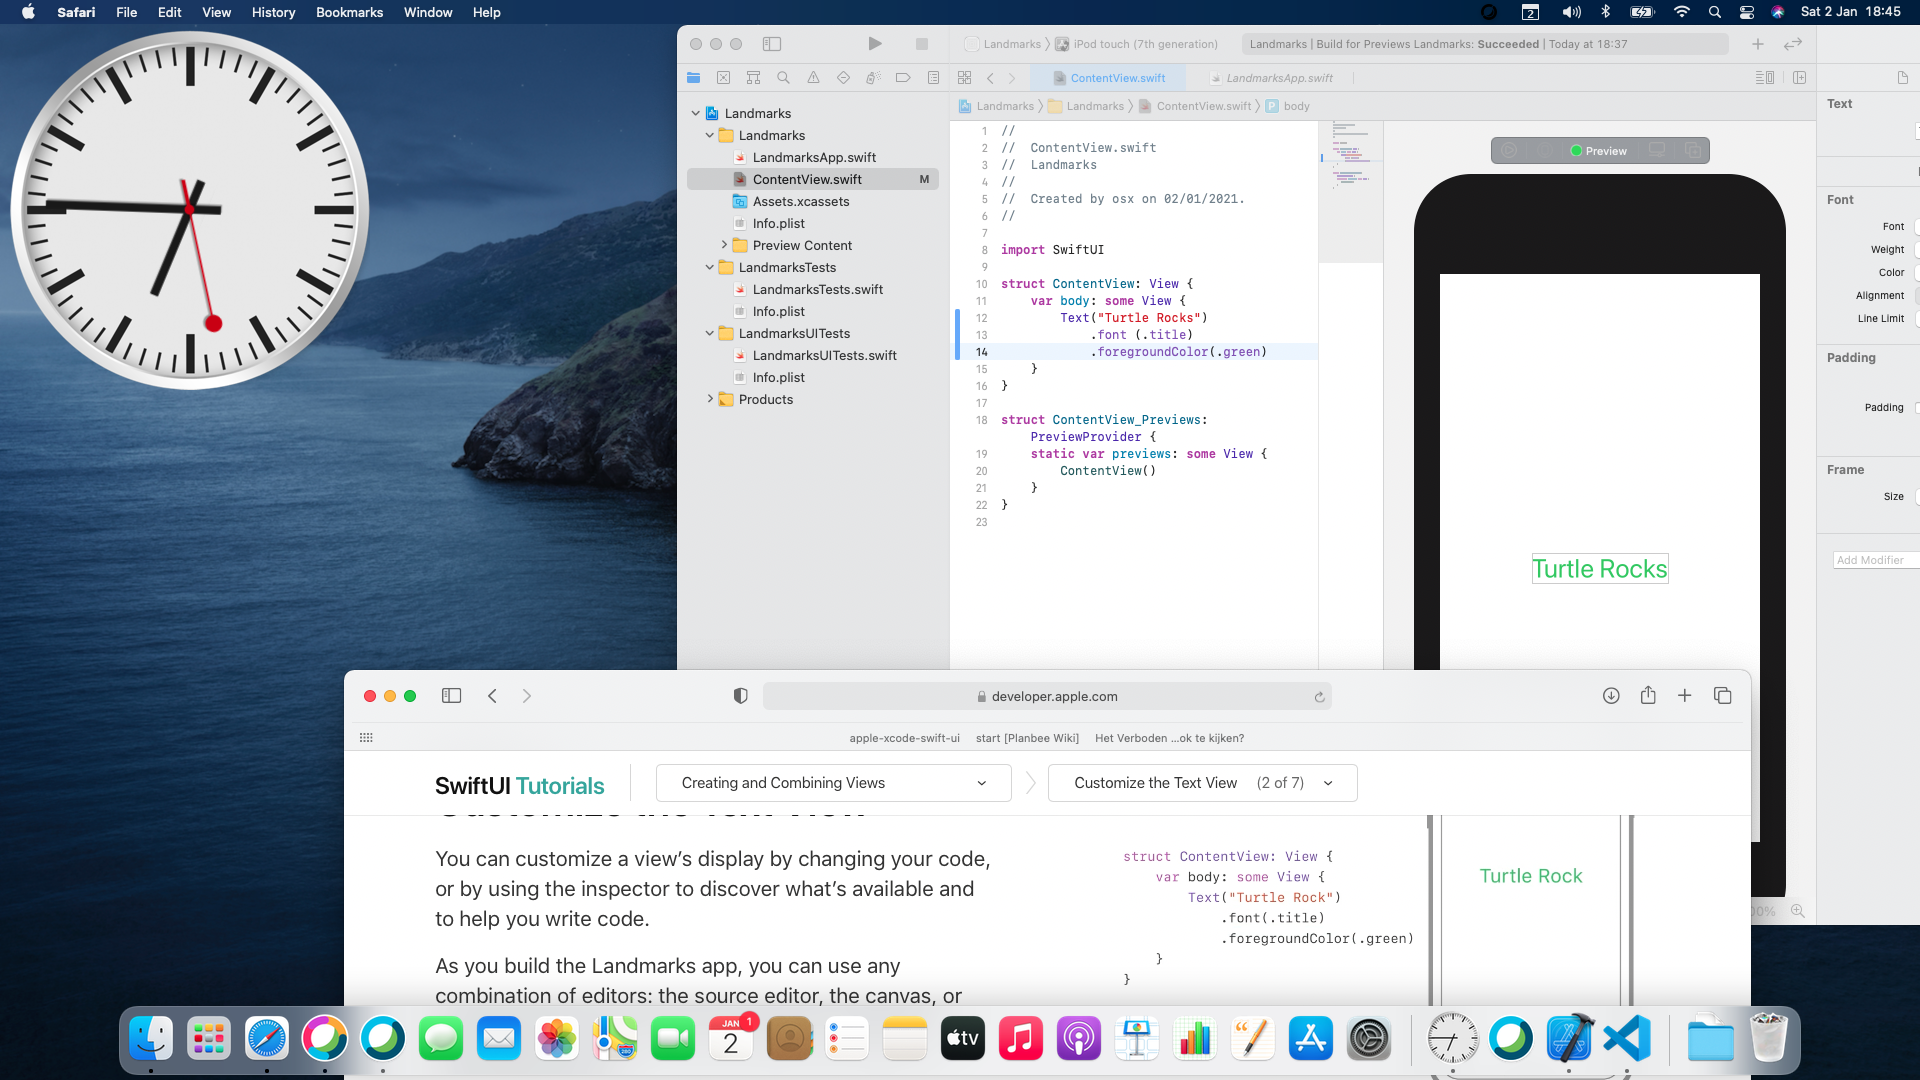 Safari File Edit View History Bookmarks Window Help
2 Sat 2 Jan 18:45
Landmarks iPod touch (7th generation)
Landmarks | Build for Previews Landmarks: Succeeded | Today at 18:37
ContentView.swift LandmarksApp.swift
Landmarks Landmarks ContentView.swift P body
Landmarks
Landmarks
LandmarksApp.swift
ContentView.swift M
Assets.xcassets
Info.plist
Preview Content
LandmarksTests
LandmarksTests.swift
Info.plist
LandmarksUITests
LandmarksUITests.swift
Info.plist
Products
1 //
2 // ContentView.swift
3 // Landmarks
4 //
5 // Created by osx on 02/01/2021.
6 //
7
8 import SwiftUI
9
10 struct ContentView: View {
11 var body: some View {
12 Text("Turtle Rocks")
13 .font (.title)
14 .foregroundColor(.green)
15 }
16 }
17
18 struct ContentView_Previews:
PreviewProvider {
19 static var previews: some View {
20 ContentView()
21 }
22 }
23
Preview
Turtle Rocks
Text
Font
Font
Weight
Color
Alignment
Line Limit
Padding
Padding
Frame
Size
Add Modifier
developer.apple.com
apple-xcode-swift-ui start [Planbee Wiki] Het Verboden ...ok te kijken?
SwiftUI Tutorials
Creating and Combining Views
Customize the Text View (2 of 7)
Customize the Text View
You can customize a view's display by changing your code,
or by using the inspector to discover what's available and
to help you write code.
As you build the Landmarks app, you can use any
combination of editors: the source editor, the canvas, or
struct ContentView: View {
var body: some View {
Text("Turtle Rock")
.font(.title)
.foregroundColor(.green)
}
}
Turtle Rock
00%
JAN
2
1
tv
280